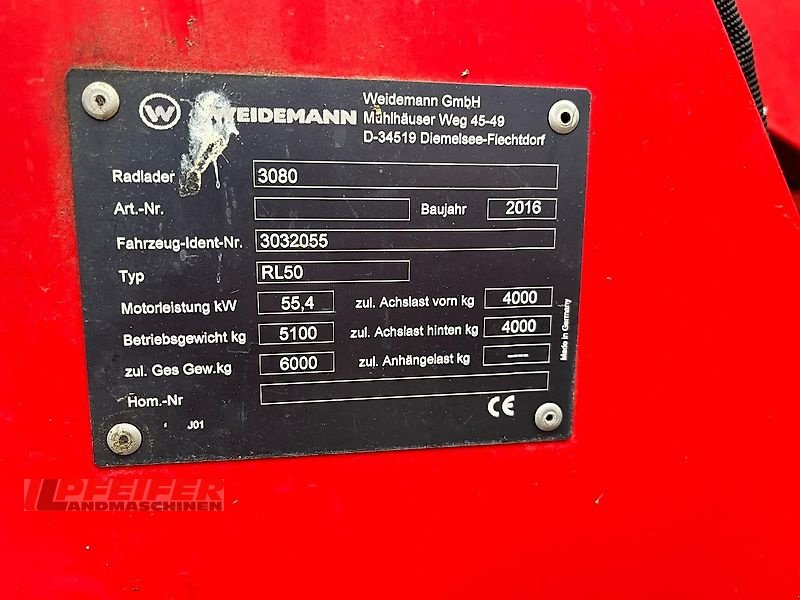 W WEIDEMANN
Weidemann GmbH
Mühlhäuser Weg 45-49
D-34519 Diemelsee-Flechtdorf
Radlader 3080
Art.-Nr. Baujahr 2016
Fahrzeug-Ident-Nr. 3032055
Typ RL50
Motorleistung kW 55,4 zul. Achslast vorn kg 4000
Betriebsgewicht kg 5100 zul. Achslast hinten kg 4000
zul. Ges Gew.kg 6000 zul. Anhängelast kg ----
Hom.-Nr
J01
CE
Made in Germany
PFEIFER
LANDMASCHINEN